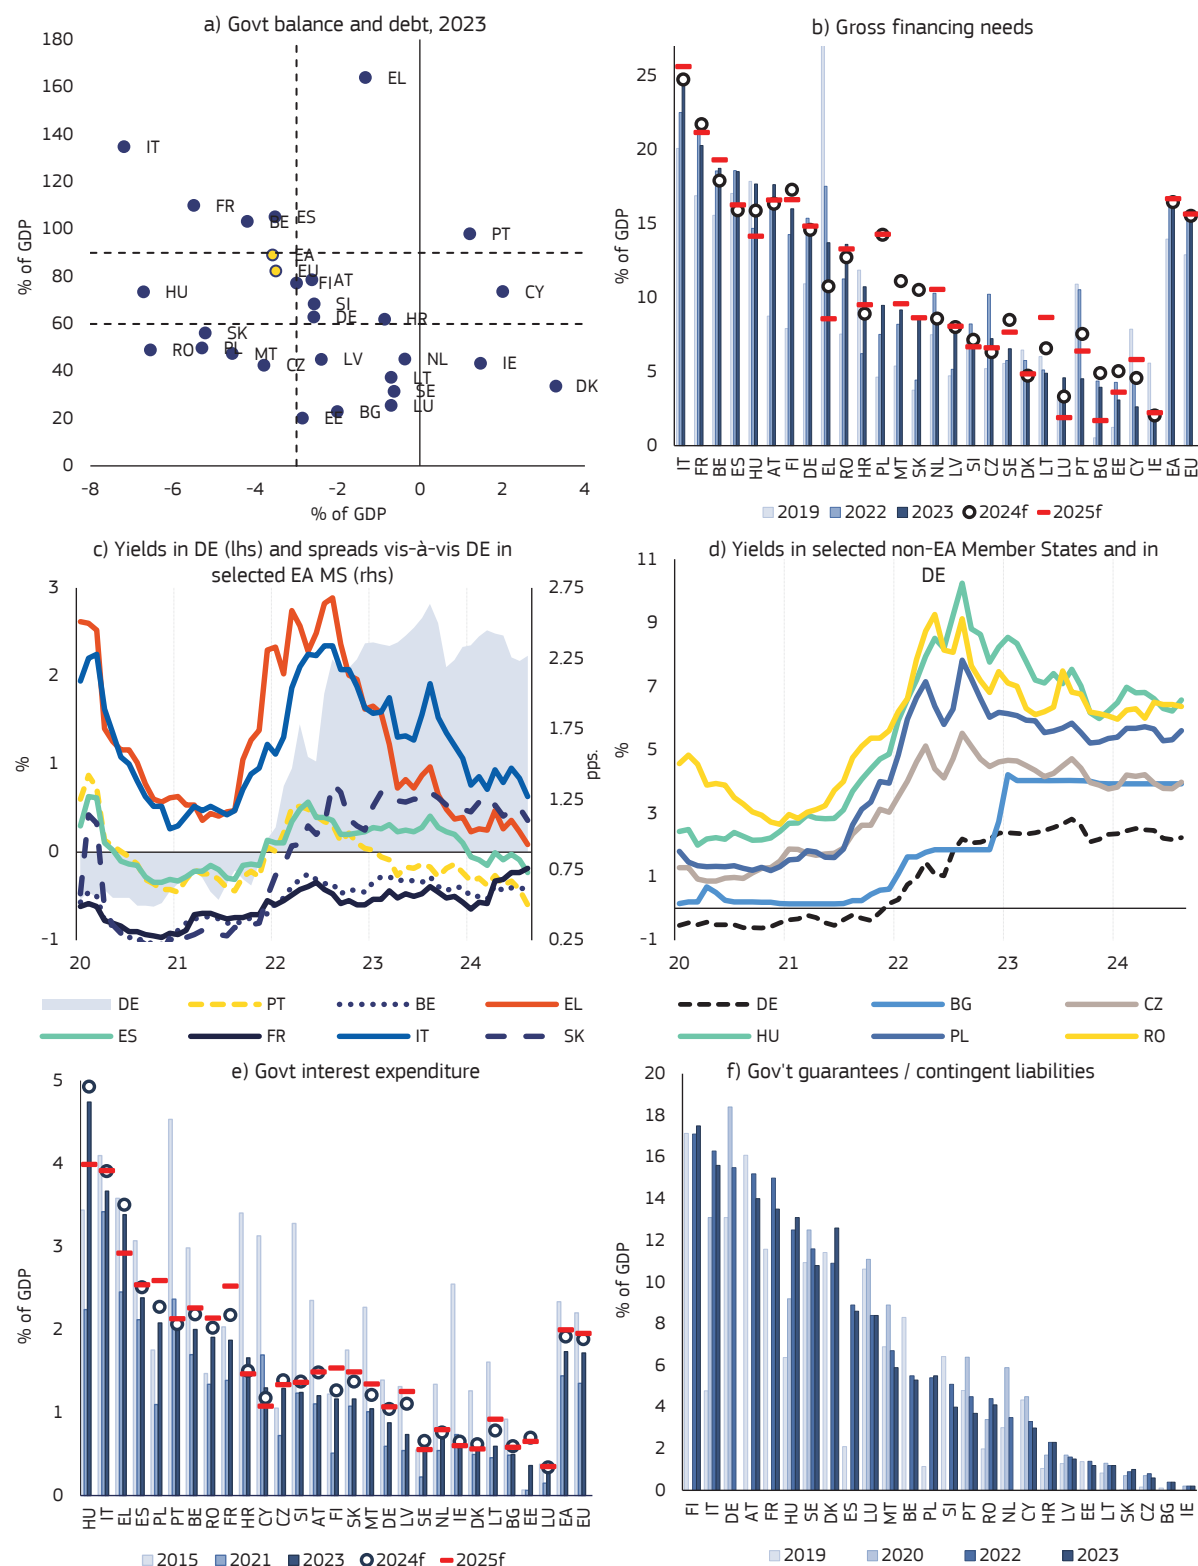 a) Govt balance and debt, 2023
180
160
140
120
100
80
60
40
20
0
% of GDP
-8 -6 -4 -2 0 2 4
% of GDP
EL
IT
FR
ES
BE
PT
EA
EU
FI
AT
HU
CY
SI
DE
HR
SK
PL
RO
MT
CZ
LV
NL
IE
LT
SE
DK
LU
BG
EE
b) Gross financing needs
25
20
15
10
5
0
% of GDP
IT FR BE ES HU AT FI DE EL RO HR PL MT SK NL LV SI CZ SE DK LT LU PT BG EE CY IE EA EU
2019 2022 2023 2024f 2025f
c) Yields in DE (lhs) and spreads vis-à-vis DE in
selected EA MS (rhs)
3
2
1
0
-1
%
2.75
2.25
1.75
1.25
0.75
0.25
pps.
20 21 22 23 24
DE PT BE EL
ES FR IT SK
d) Yields in selected non-EA Member States and in
DE
11
9
7
5
3
1
-1
%
20 21 22 23 24
DE BG CZ
HU PL RO
e) Govt interest expenditure
5
4
3
2
1
0
% of GDP
HU IT EL ES PL PT BE RO FR HR CY CZ SI AT FI SK MT DE LV SE NL IE DK LT BG EE LU EA EU
2015 2021 2023 2024f 2025f
f) Gov't guarantees / contingent liabilities
20
18
16
14
12
10
8
6
4
2
0
% of GDP
FI IT DE AT FR HU SE DK ES LU MT BE PL SI PT RO NL CY HR LV EE LT SK CZ BG IE
2019 2020 2022 2023